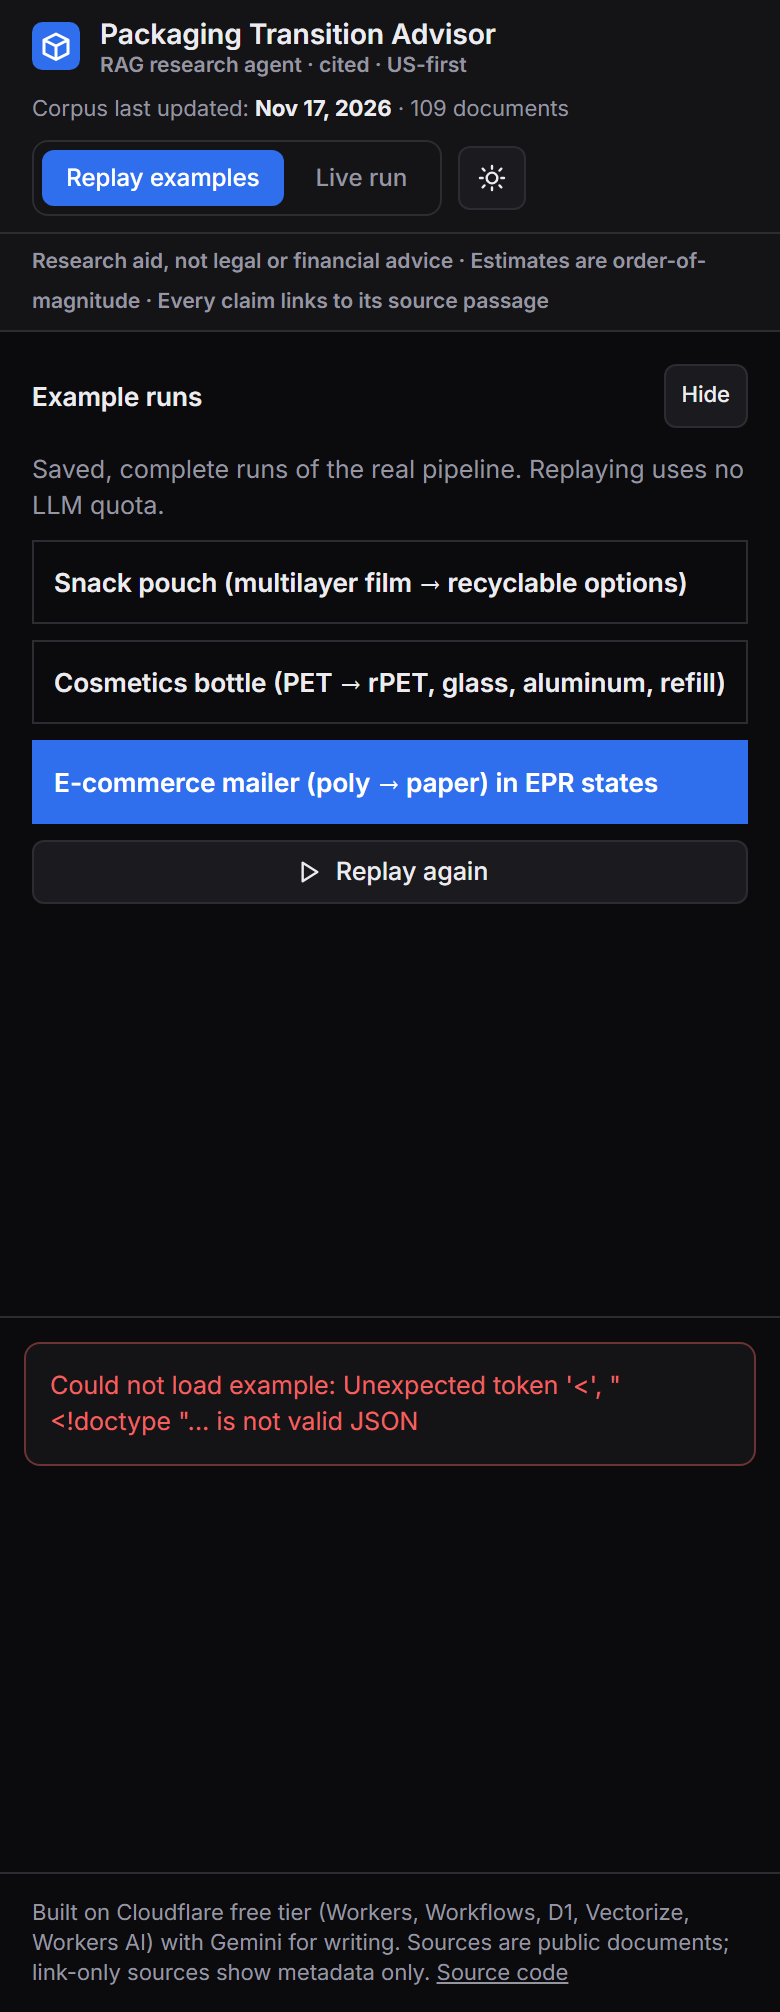 Packaging Transition Advisor
RAG research agent · cited · US-first
Corpus last updated: Nov 17, 2026 · 109 documents
Replay examples
Live run
Research aid, not legal or financial advice · Estimates are order-of-
magnitude · Every claim links to its source passage
Example runs
Hide
Saved, complete runs of the real pipeline. Replaying uses no
LLM quota.
Snack pouch (multilayer film → recyclable options)
Cosmetics bottle (PET → rPET, glass, aluminum, refill)
E-commerce mailer (poly → paper) in EPR states
Replay again
Could not load example: Unexpected token '<', "
<!doctype "... is not valid JSON
Built on Cloudflare free tier (Workers, Workflows, D1, Vectorize,
Workers AI) with Gemini for writing. Sources are public documents;
link-only sources show metadata only. Source code